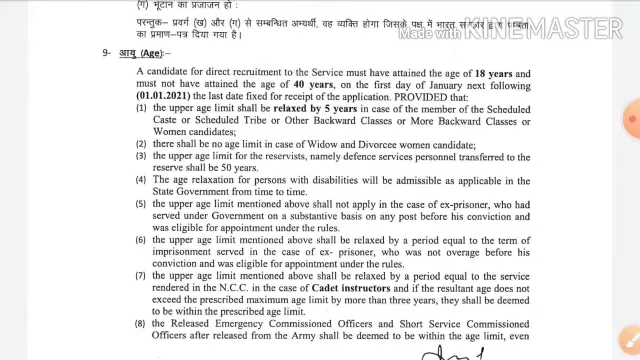 (ग) भूटान का प्रजाजन हो:
परन्तुक- प्रवर्ग (ख) और (ग) से सम्बन्धित अभ्यर्थी, वह व्यक्ति होगा जिसके पक्ष में भारत
का प्रमाण – पत्र दिया गया है।
Made with KINEMASTER
9- आयु (Age):-
A candidate for direct recruitment to the Service must have attained the age of 18 years and
must not have attained the age of 40 years, on the first day of January next following
(01.01.2021) the last date fixed for receipt of the application. PROVIDED that:
(1) the upper age limit shall be relaxed by 5 years in case of the member of the Scheduled
Caste or Scheduled Tribe or Other Backward Classes or More Backward Classes or
Women candidates;
(2) there shall be no age limit in case of Widow and Divorcee women candidate;
(3) the upper age limit for the reservists, namely defence services personnel transferred to the
reserve shall be 50 years.
(4) The age relaxation for persons with disabilities will be admissible as applicable in the
State Government from time to time.
(5) the upper age limit mentioned above shall not apply in the case of ex-prisoner, who had
served under Government on a substantive basis on any post before his conviction and
was eligible for appointment under the rules.
(6) the upper age limit mentioned above shall be relaxed by a period equal to the term of
imprisonment served in the case of ex- prisoner, who was not overage before his
conviction and was eligible for appointment under the rules.
(7) the upper age limit mentioned above shall be relaxed by a period equal to the service
rendered in the N.C.C. in the case of Cadet instructors and if the resultant age does not
exceed the prescribed maximum age limit by more than three years, they shall be deemed
to be within the prescribed age limit.
(8) the Released Emergency Commissioned Officers and Short Service Commissioned
Officers after released from the Army shall be deemed to be within the age limit, even